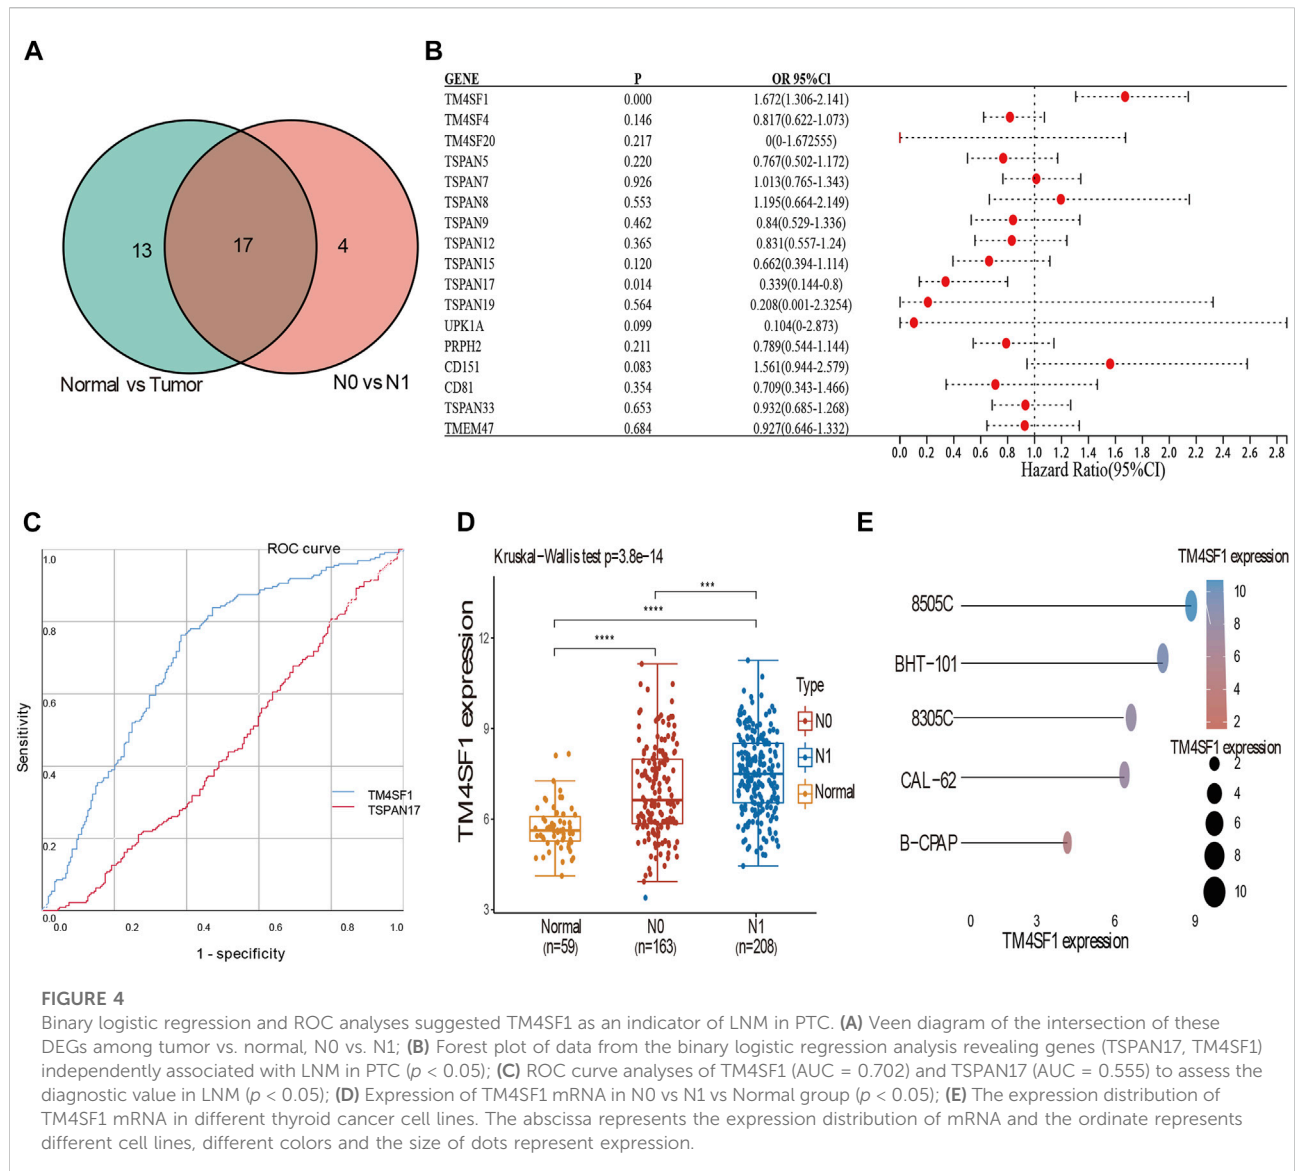 A
13
17
4
Normal vs Tumor
N0 vs N1
B
GENE P OR 95%CI
TM4SF1 0.000 1.672(1.306-2.141)
TM4SF4 0.146 0.817(0.622-1.073)
TM4SF20 0.217 0(0-1.672555)
TSPAN5 0.220 0.767(0.502-1.172)
TSPAN7 0.926 1.013(0.765-1.343)
TSPAN8 0.553 1.195(0.664-2.149)
TSPAN9 0.462 0.84(0.529-1.336)
TSPAN12 0.365 0.831(0.557-1.24)
TSPAN15 0.120 0.662(0.394-1.114)
TSPAN17 0.014 0.339(0.144-0.8)
TSPAN19 0.564 0.208(0.001-2.3254)
UPK1A 0.099 0.104(0-2.873)
PRPH2 0.211 0.789(0.544-1.144)
CD151 0.083 1.561(0.944-2.579)
CD81 0.354 0.709(0.343-1.466)
TSPAN33 0.653 0.932(0.685-1.268)
TMEM47 0.684 0.927(0.646-1.332)
0.0 0.2 0.4 0.6 0.8 1.0 1.2 1.4 1.6 1.8 2.0 2.2 2.4 2.6 2.8
Hazard Ratio(95%CI)
C
ROC curve
1.0
0.8
0.6
0.4
0.2
0.0
Sensitivity
TM4SF1
TSPAN17
0.0 0.2 0.4 0.6 0.8 1.0
1 - specificity
D
Kruskal-Wallis test p=3.8e-14
***
****
****
12
9
6
3
TM4SF1 expression
Type
N0
N1
Normal
Normal N0 N1
(n=59) (n=163) (n=208)
E
8505C
BHT-101
8305C
CAL-62
B-CPAP
0 3 6 9
TM4SF1 expression
TM4SF1 expression
10
8
6
4
2
TM4SF1 expression
2
4
6
8
10
FIGURE 4
Binary logistic regression and ROC analyses suggested TM4SF1 as an indicator of LNM in PTC. (A) Veen diagram of the intersection of these
DEGs among tumor vs. normal, N0 vs. N1; (B) Forest plot of data from the binary logistic regression analysis revealing genes (TSPAN17, TM4SF1)
independently associated with LNM in PTC (p < 0.05); (C) ROC curve analyses of TM4SF1 (AUC = 0.702) and TSPAN17 (AUC = 0.555) to assess the
diagnostic value in LNM (p < 0.05); (D) Expression of TM4SF1 mRNA in N0 vs N1 vs Normal group (p < 0.05); (E) The expression distribution of
TM4SF1 mRNA in different thyroid cancer cell lines. The abscissa represents the expression distribution of mRNA and the ordinate represents
different cell lines, different colors and the size of dots represent expression.